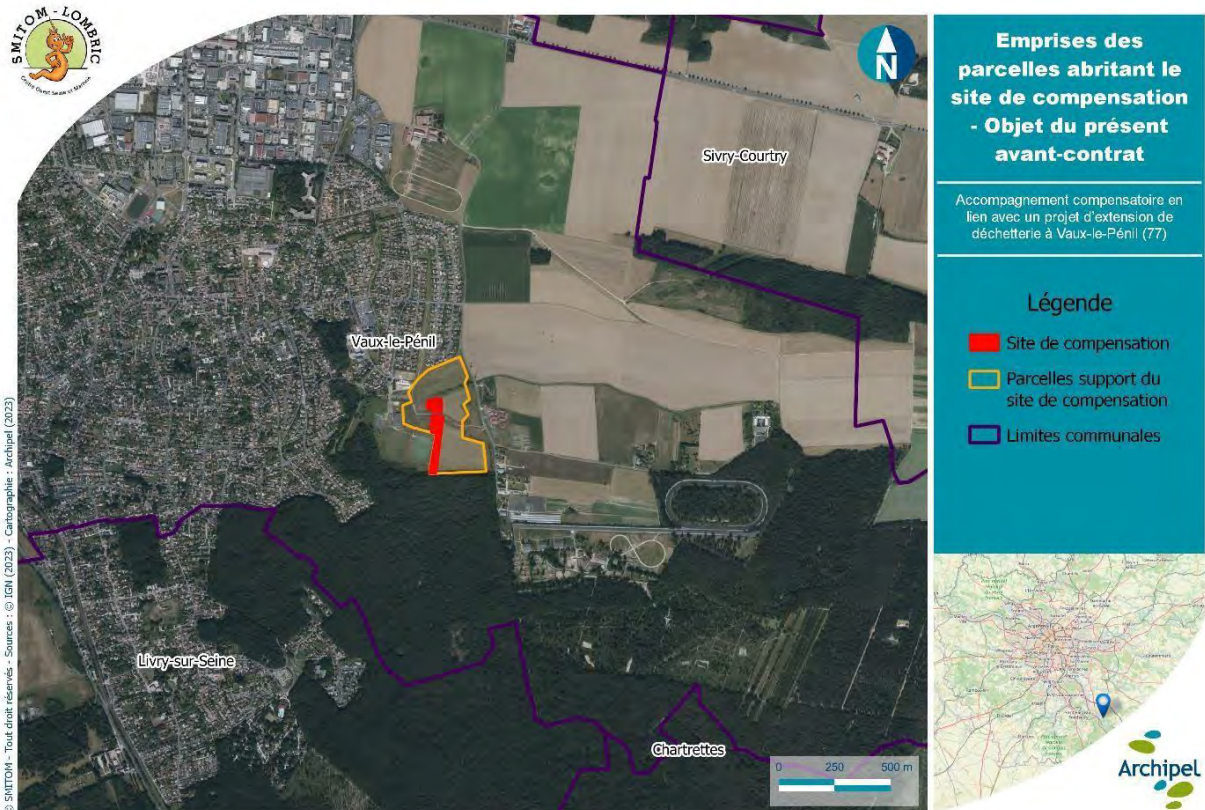 SMITOM - LOMBRIC
Centre Ouest Seine et Marnais
N
Sivry-Courtry
Vaux-le-Pénil
Livry-sur-Seine
Chartrettes
0 250 500 m
© SMITOM - Tout droit réservés - Sources : © IGN (2023) - Cartographie : Archipel (2023)
Emprises des
parcelles abritant le
site de compensation
- Objet du présent
avant-contrat
Accompagnement compensatoire en
lien avec un projet d'extension de
déchetterie à Vaux-le-Pénil (77)
Légende
Site de compensation
Parcelles support du
site de compensation
Limites communales
Archipel